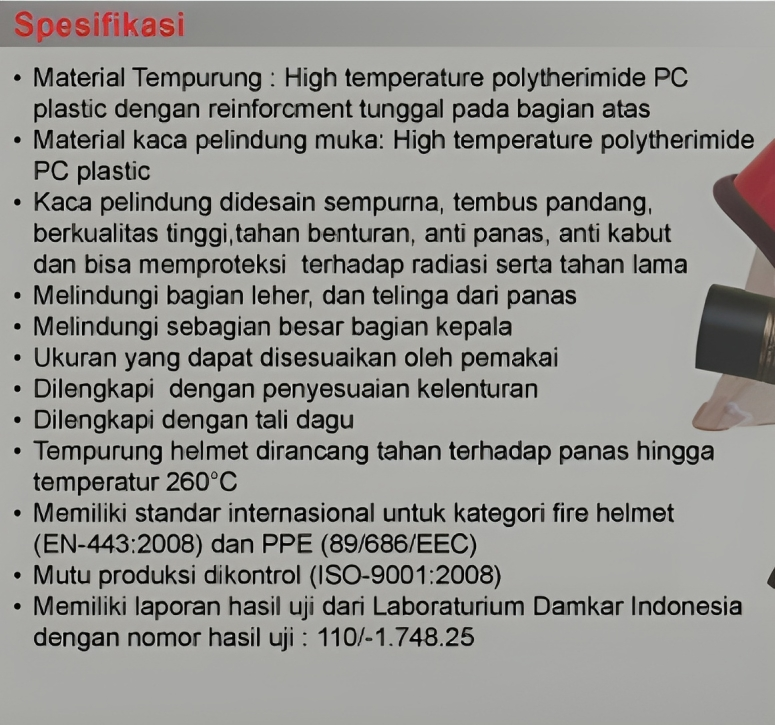 Spesifikasi
• Material Tempurung : High temperature polytherimide PC
plastic dengan reinforcment tunggal pada bagian atas
• Material kaca pelindung muka: High temperature polytherimide
PC plastic
• Kaca pelindung didesain sempurna, tembus pandang,
berkualitas tinggi,tahan benturan, anti panas, anti kabut
dan bisa memproteksi  terhadap radiasi serta tahan lama
• Melindungi bagian leher, dan telinga dari panas
• Melindungi sebagian besar bagian kepala
• Ukuran yang dapat disesuaikan oleh pemakai
• Dilengkapi  dengan penyesuaian kelenturan
• Dilengkapi dengan tali dagu
• Tempurung helmet dirancang tahan terhadap panas hingga
temperatur 260°C
• Memiliki standar internasional untuk kategori fire helmet
(EN-443:2008) dan PPE (89/686/EEC)
• Mutu produksi dikontrol (ISO-9001:2008)
• Memiliki laporan hasil uji dari Laboraturium Damkar Indonesia
dengan nomor hasil uji : 110/-1.748.25